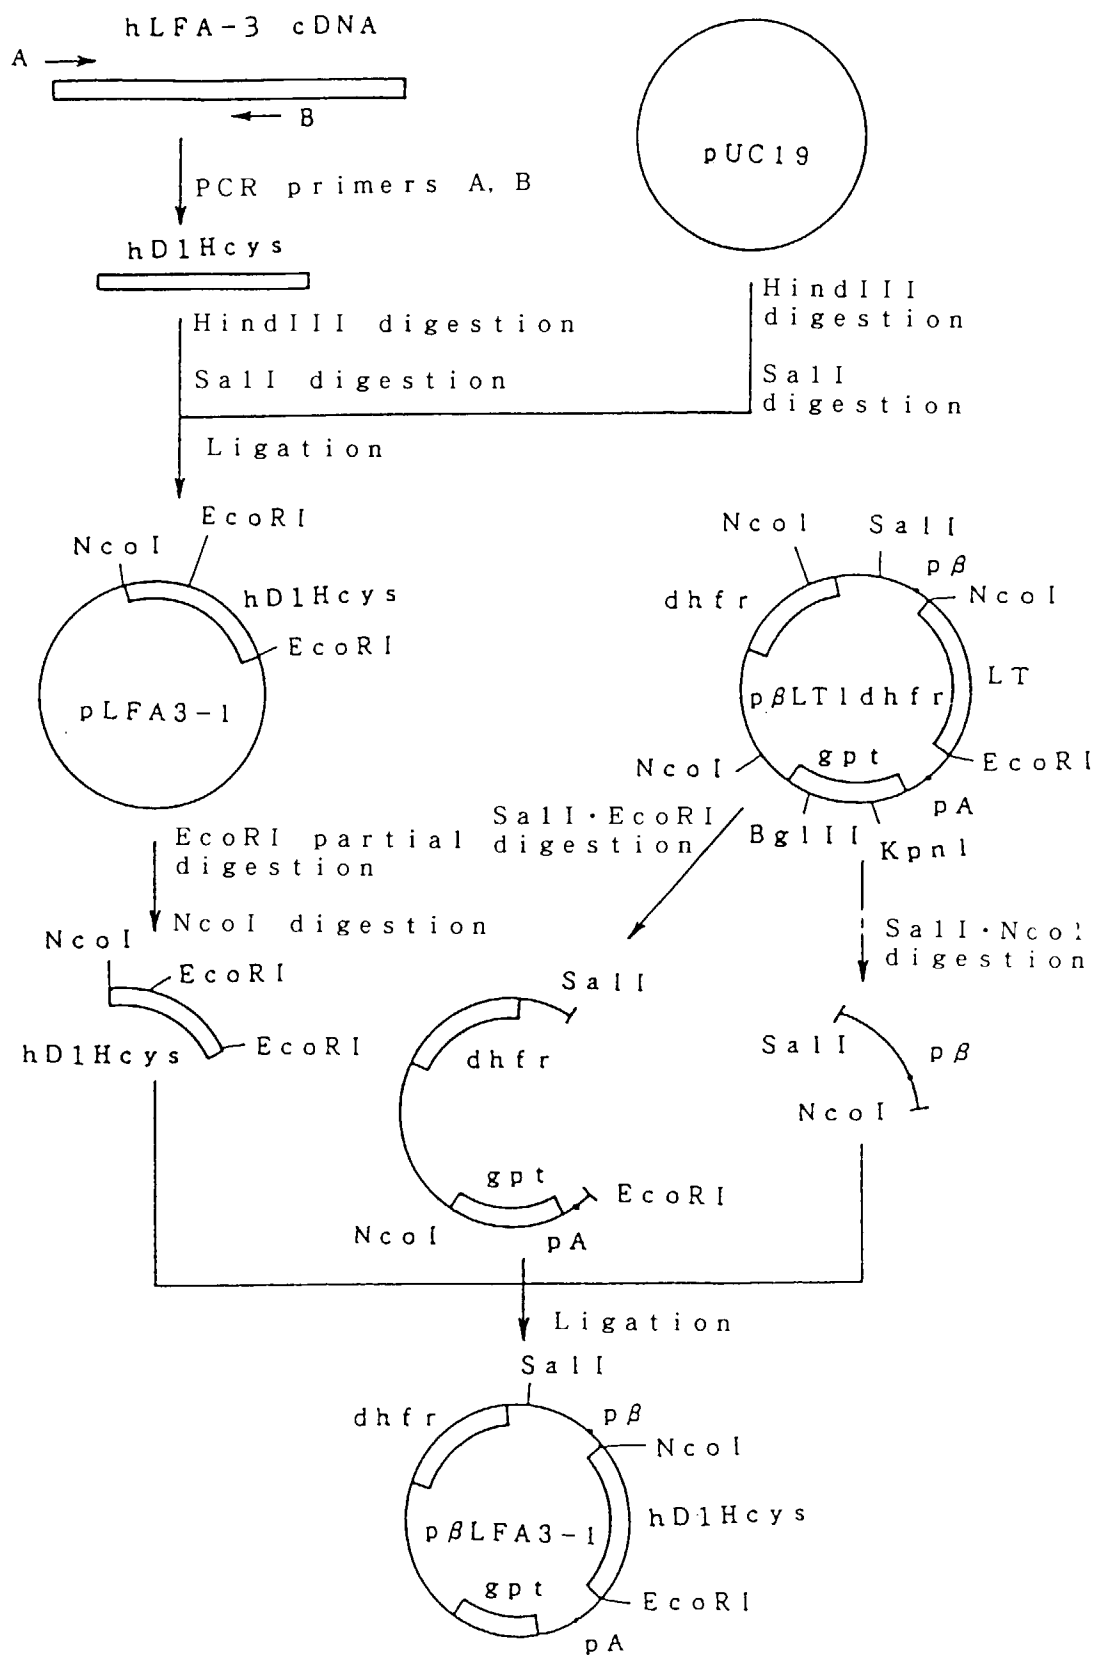 hLFA-3 cDNA
A
B
pUC19
PCR primers A, B
hD1Hcys
HindIII digestion
SalI digestion
HindIII
digestion
SalI
digestion
Ligation
EcoRI
NcoI
hD1Hcys
EcoRI
pLFA3-1
NcoI
SalI
pβ
NcoI
dhfr
LT
pβLT1dhfr
gpt
NcoI
EcoRI
pA
BglII
KpnI
EcoRI partial
digestion
NcoI digestion
SalI·EcoRI
digestion
SalI·NcoI
digestion
NcoI
EcoRI
hD1Hcys
EcoRI
SalI
dhfr
gpt
EcoRI
NcoI
pA
SalI
pβ
NcoI
Ligation
SalI
dhfr
pβ
NcoI
hD1Hcys
pβLFA3-1
gpt
EcoRI
pA